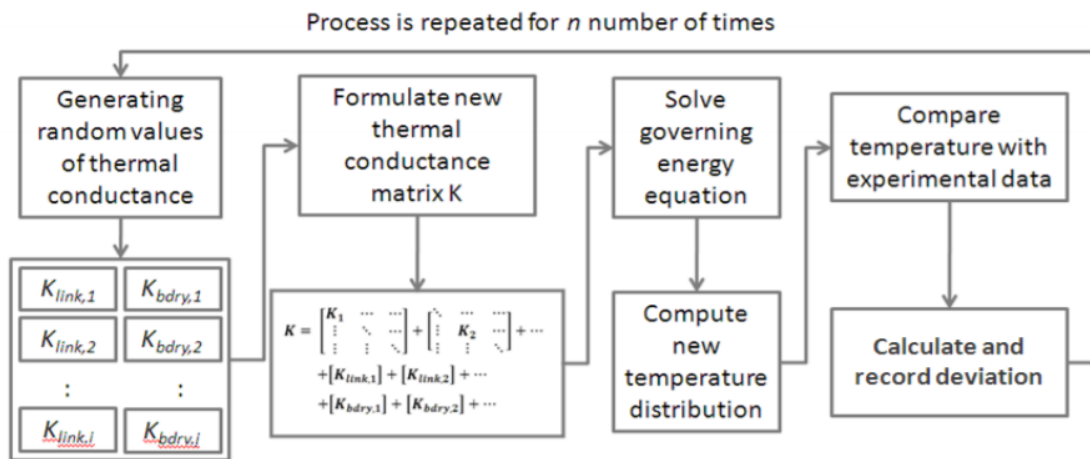 Process is repeated for n number of times
Generating
random values
of thermal
conductance
K_link,1 K_bdry,1
K_link,2 K_bdry,2
: :
K_link,i K_bdry,j
Formulate new
thermal
conductance
matrix K
K = [K_1 ⋯ ⋯ ⋮ ⋱ ⋯ ⋮ ⋮ ⋱] + [⋱ ⋯ ⋯ ⋮ K_2 ⋯ ⋮ ⋮ ⋱] + ⋯
+[K_link,1] + [K_link,2] + ⋯
+[K_bdry,1] + [K_bdry,2] + ⋯
Solve
governing
energy
equation
Compute
new
temperature
distribution
Compare
temperature with
experimental data
Calculate and
record deviation